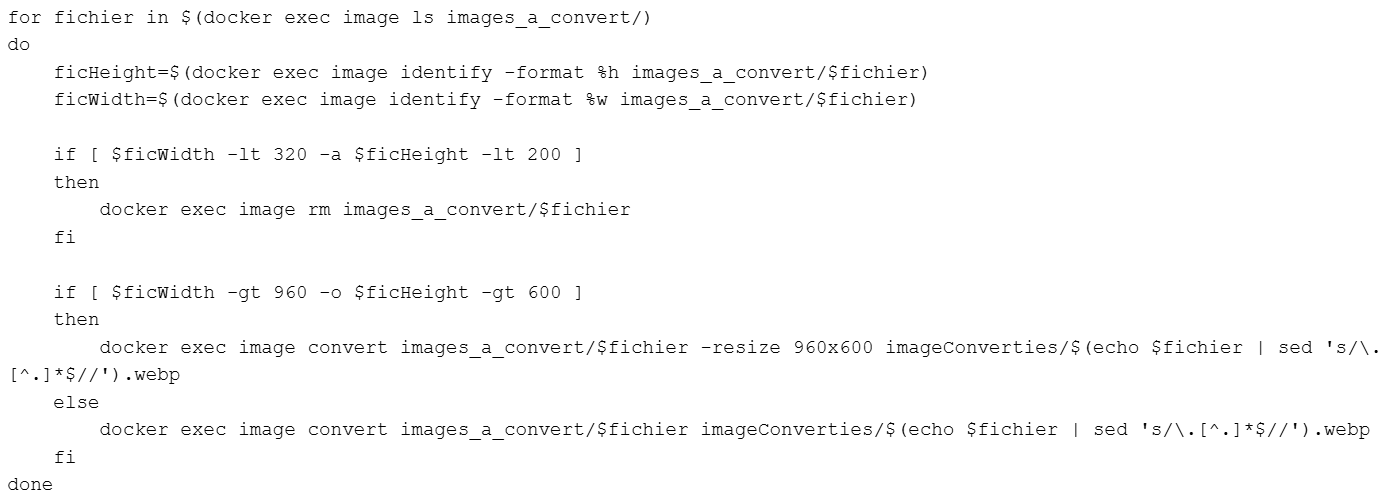 for fichier in $(docker exec image ls images_a_convert/)
do
    ficHeight=$(docker exec image identify -format %h images_a_convert/$fichier)
    ficWidth=$(docker exec image identify -format %w images_a_convert/$fichier)

    if [ $ficWidth -lt 320 -a $ficHeight -lt 200 ]
    then
        docker exec image rm images_a_convert/$fichier
    fi

    if [ $ficWidth -gt 960 -o $ficHeight -gt 600 ]
    then
        docker exec image convert images_a_convert/$fichier -resize 960x600 imageConverties/$(echo $fichier | sed 's/\.
[^.]*$//').webp
    else
        docker exec image convert images_a_convert/$fichier imageConverties/$(echo $fichier | sed 's/\.[^.]*$//').webp
    fi
done